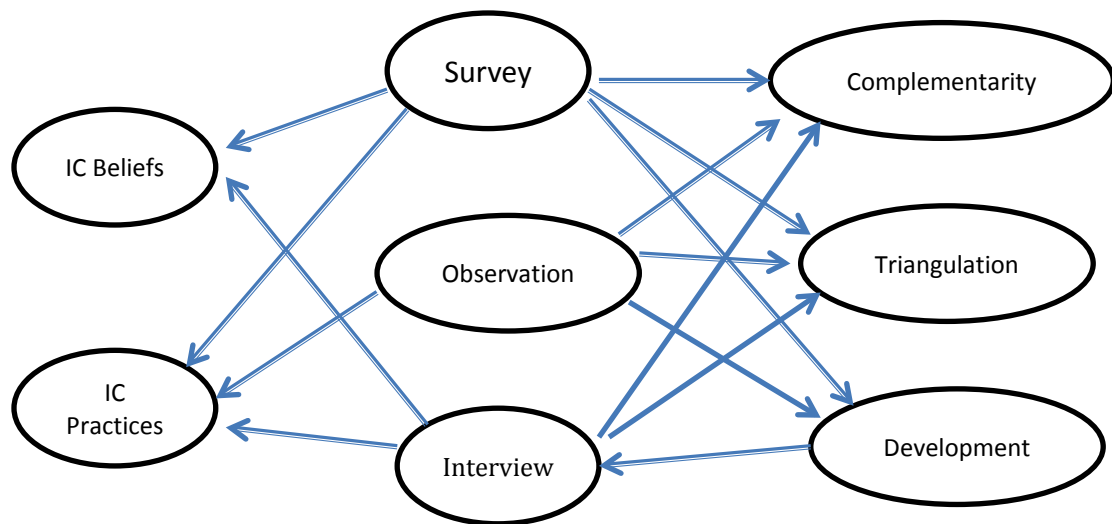 Survey
Complementarity
IC Beliefs
Observation
Triangulation
IC
Practices
Interview
Development